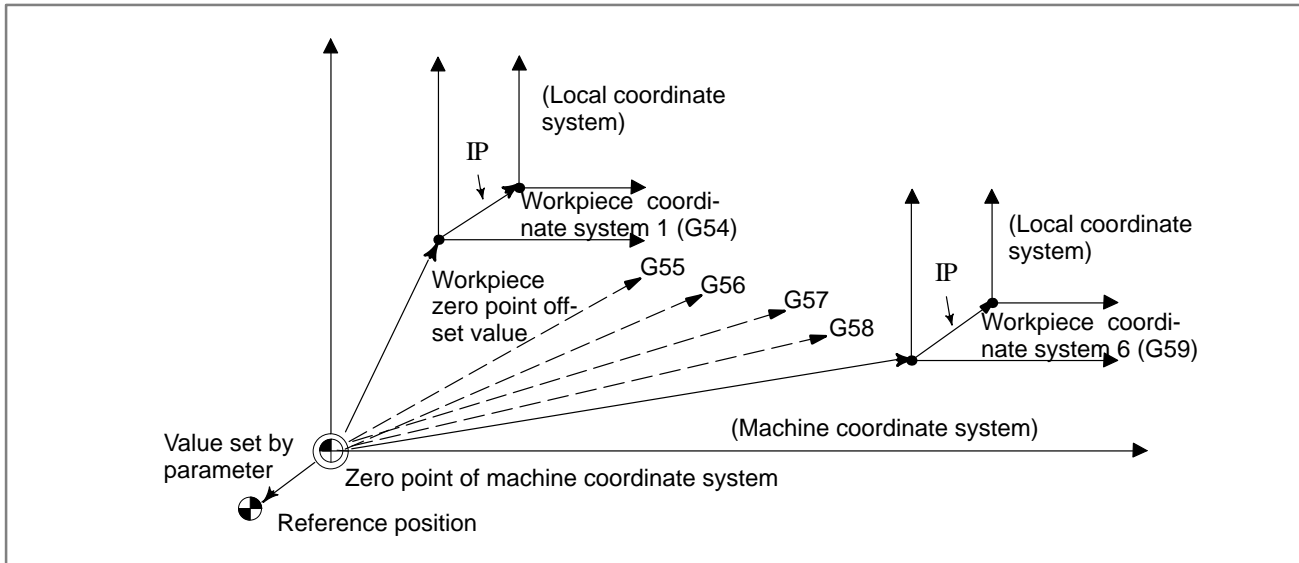 (Local coordinate
system)
IP
Workpiece coordi-
nate system 1 (G54)
(Local coordinate
system)
IP
Workpiece coordi-
nate system 6 (G59)
Workpiece
zero point off-
set value
G55
G56
G57
G58
(Machine coordinate system)
Value set by
parameter
Zero point of machine coordinate system
Reference position